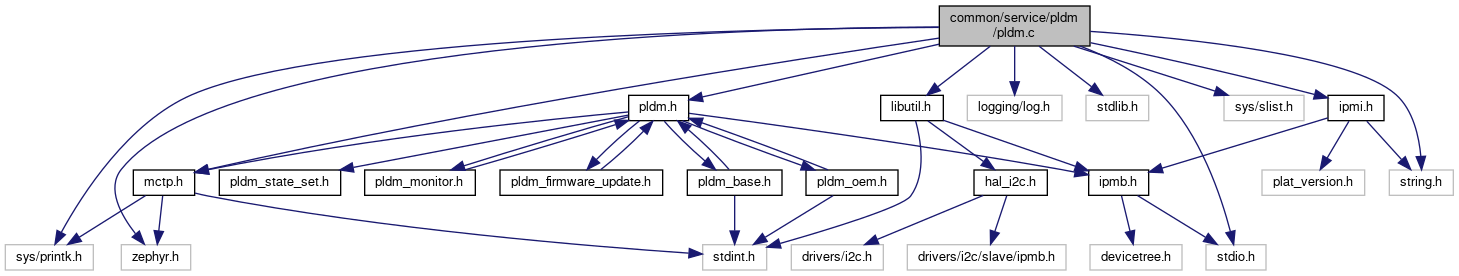 common/service/pldm
/pldm.c
pldm.h
libutil.h
logging/log.h
stdlib.h
sys/slist.h
ipmi.h
mctp.h
pldm_state_set.h
pldm_monitor.h
pldm_firmware_update.h
pldm_base.h
pldm_oem.h
hal_i2c.h
ipmb.h
plat_version.h
string.h
sys/printk.h
zephyr.h
stdint.h
drivers/i2c.h
drivers/i2c/slave/ipmb.h
devicetree.h
stdio.h